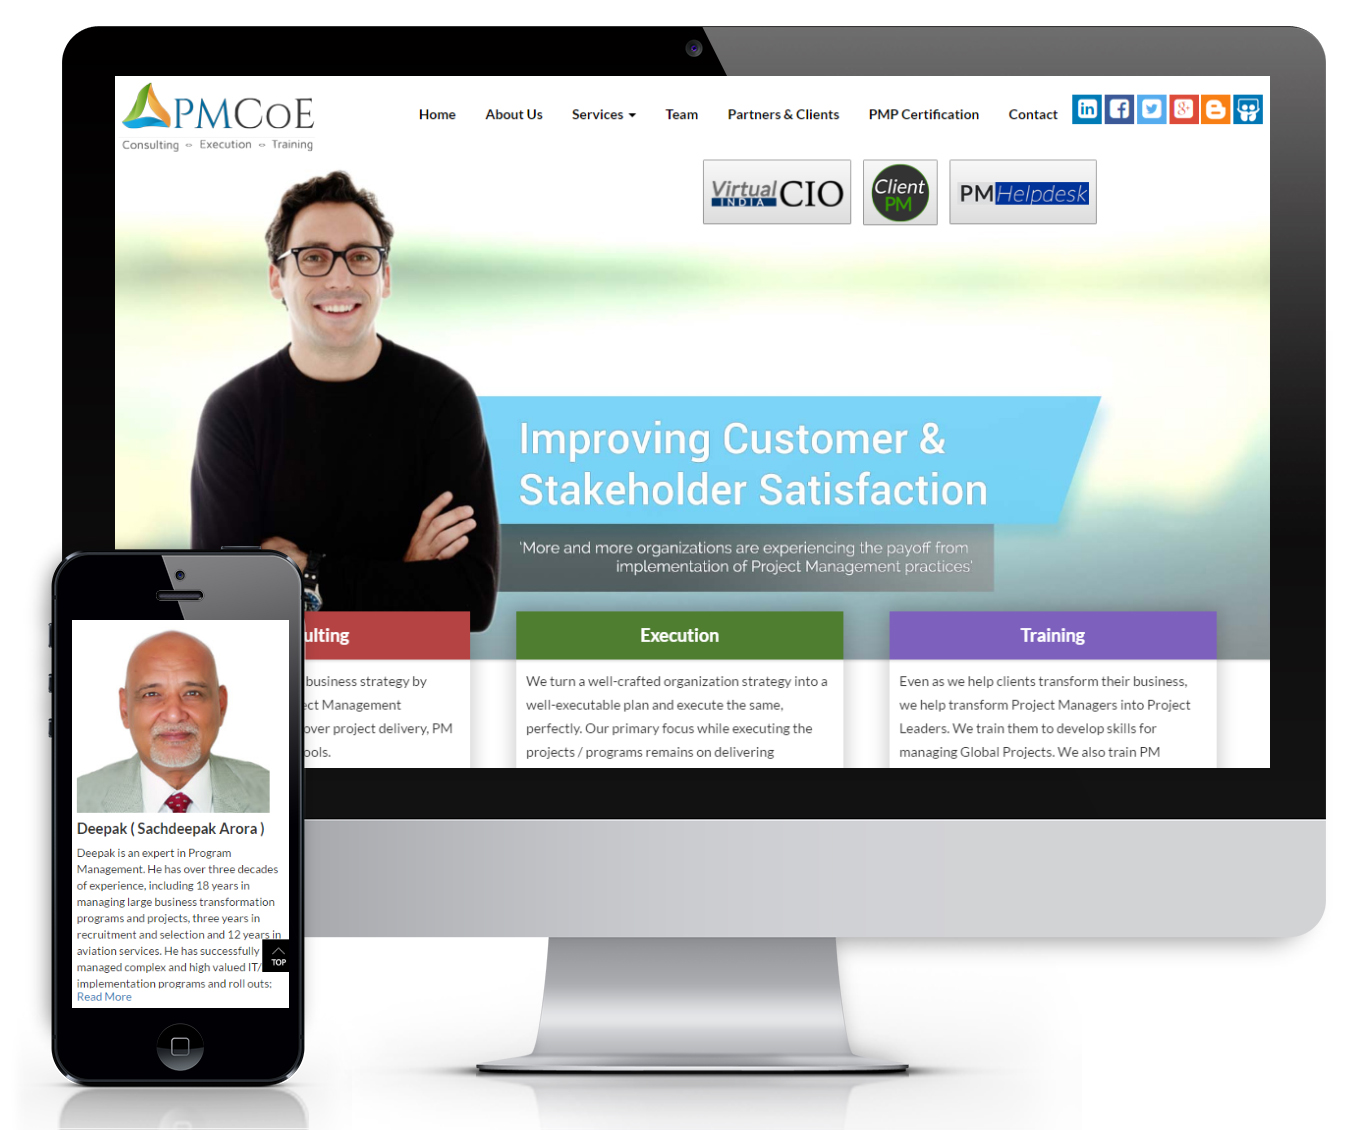 PMCoE
Consulting ⇔ Execution ⇔ Training
Home About Us Services Team Partners & Clients PMP Certification Contact
Virtual INDIA CIO
Client PM
PM Helpdesk
Improving Customer &
Stakeholder Satisfaction
'More and more organizations are experiencing the payoff from
implementation of Project Management practices'
ulting
business strategy by
ect Management
over project delivery, PM
ools.
Execution
We turn a well-crafted organization strategy into a
well-executable plan and execute the same,
perfectly. Our primary focus while executing the
projects / programs remains on delivering
Training
Even as we help clients transform their business,
we help transform Project Managers into Project
Leaders. We train them to develop skills for
managing Global Projects. We also train PM
Deepak ( Sachdeepak Arora )
Deepak is an expert in Program
Management. He has over three decades
of experience, including 18 years in
managing large business transformation
programs and projects, three years in
recruitment and selection and 12 years in
aviation services. He has successfully
managed complex and high valued IT/
implementation programs and roll outs:
Read More
TOP